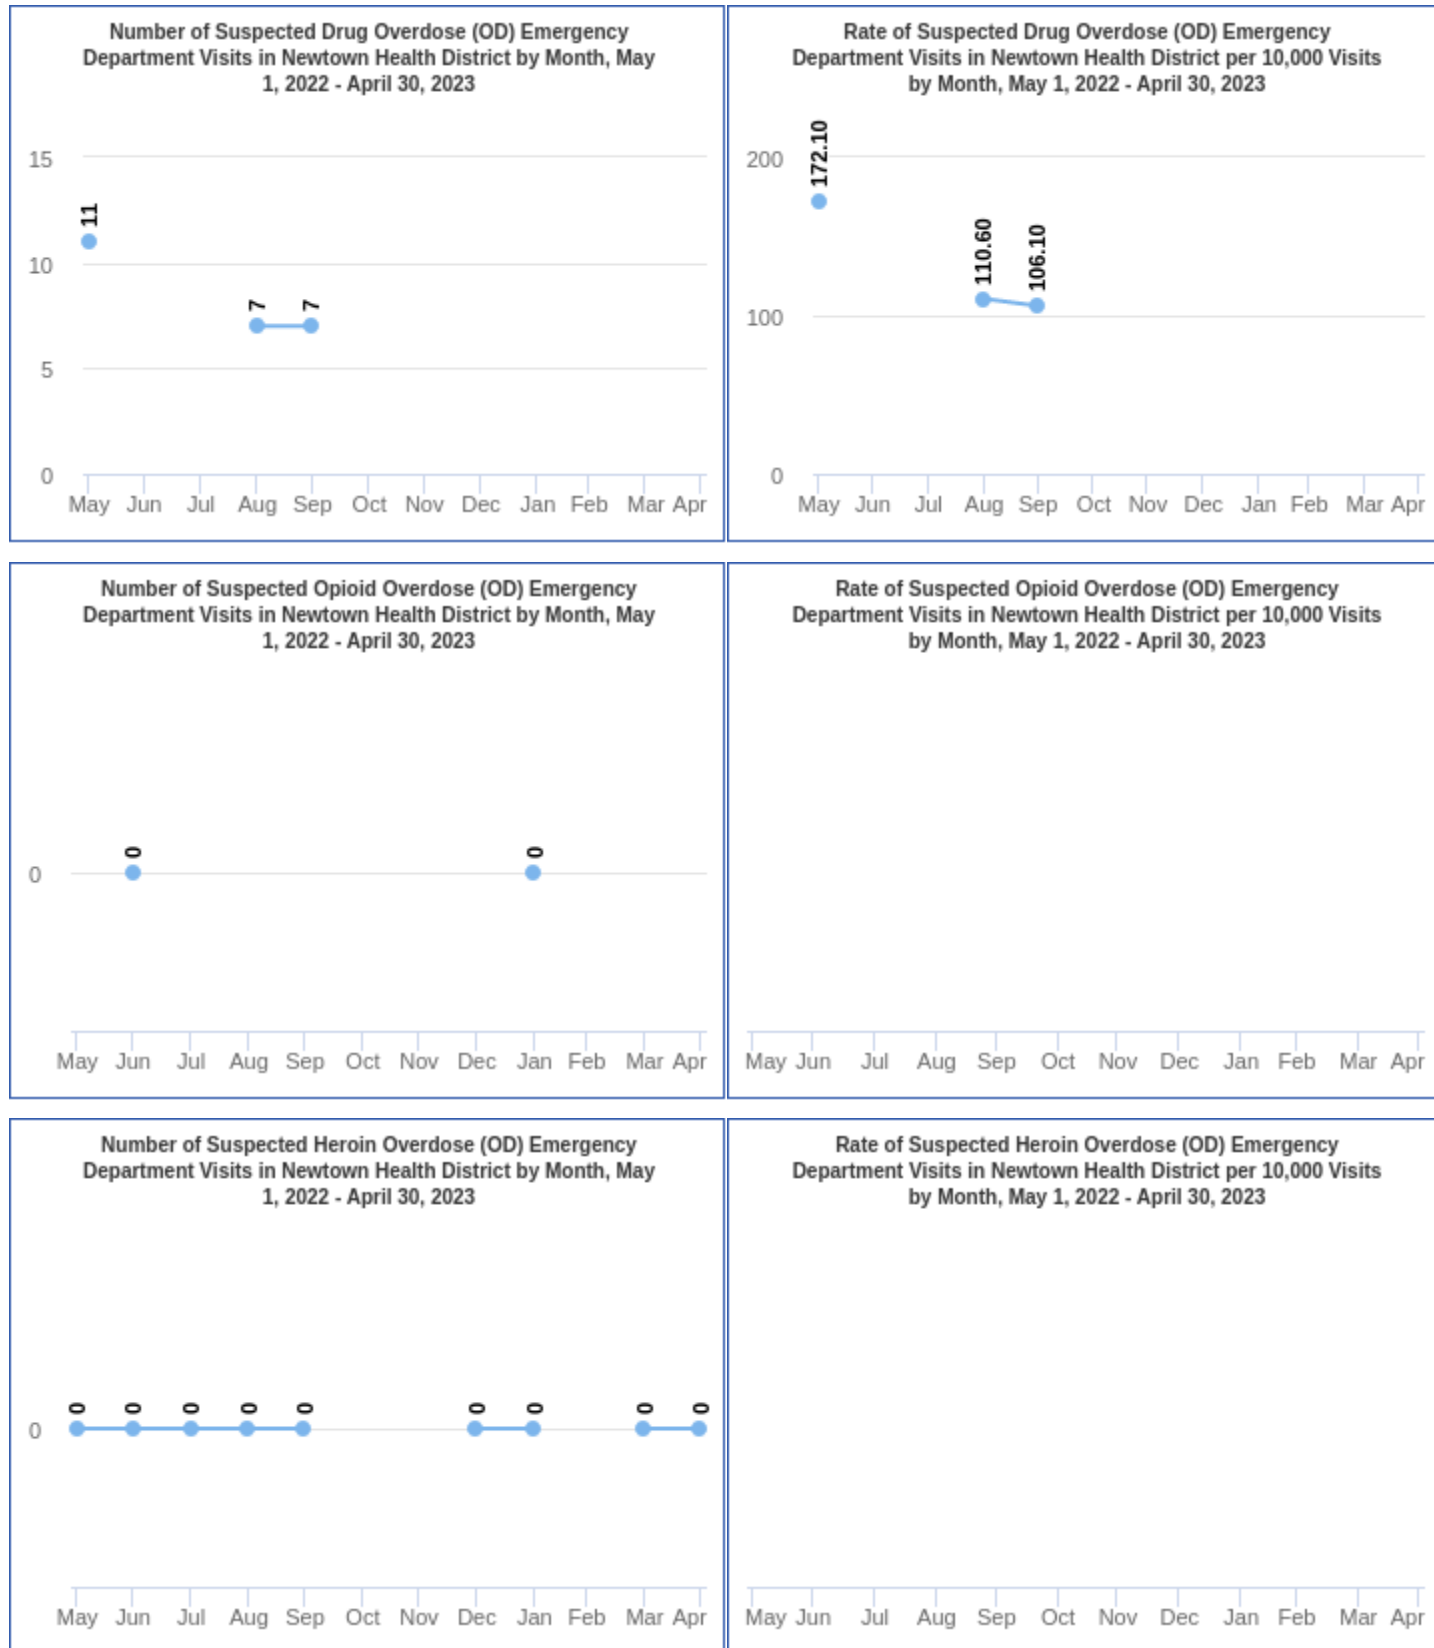 Number of Suspected Drug Overdose (OD) Emergency
Department Visits in Newtown Health District by Month, May
1, 2022 - April 30, 2023
15
11
10
7 7
5
0
May Jun Jul Aug Sep Oct Nov Dec Jan Feb Mar Apr
Rate of Suspected Drug Overdose (OD) Emergency
Department Visits in Newtown Health District per 10,000 Visits
by Month, May 1, 2022 - April 30, 2023
200
172.10
110.60 106.10
100
0
May Jun Jul Aug Sep Oct Nov Dec Jan Feb Mar Apr
Number of Suspected Opioid Overdose (OD) Emergency
Department Visits in Newtown Health District by Month, May
1, 2022 - April 30, 2023
0 0
0
May Jun Jul Aug Sep Oct Nov Dec Jan Feb Mar Apr
Rate of Suspected Opioid Overdose (OD) Emergency
Department Visits in Newtown Health District per 10,000 Visits
by Month, May 1, 2022 - April 30, 2023
May Jun Jul Aug Sep Oct Nov Dec Jan Feb Mar Apr
Number of Suspected Heroin Overdose (OD) Emergency
Department Visits in Newtown Health District by Month, May
1, 2022 - April 30, 2023
0 0 0 0 0 0 0 0 0
0
May Jun Jul Aug Sep Oct Nov Dec Jan Feb Mar Apr
Rate of Suspected Heroin Overdose (OD) Emergency
Department Visits in Newtown Health District per 10,000 Visits
by Month, May 1, 2022 - April 30, 2023
May Jun Jul Aug Sep Oct Nov Dec Jan Feb Mar Apr